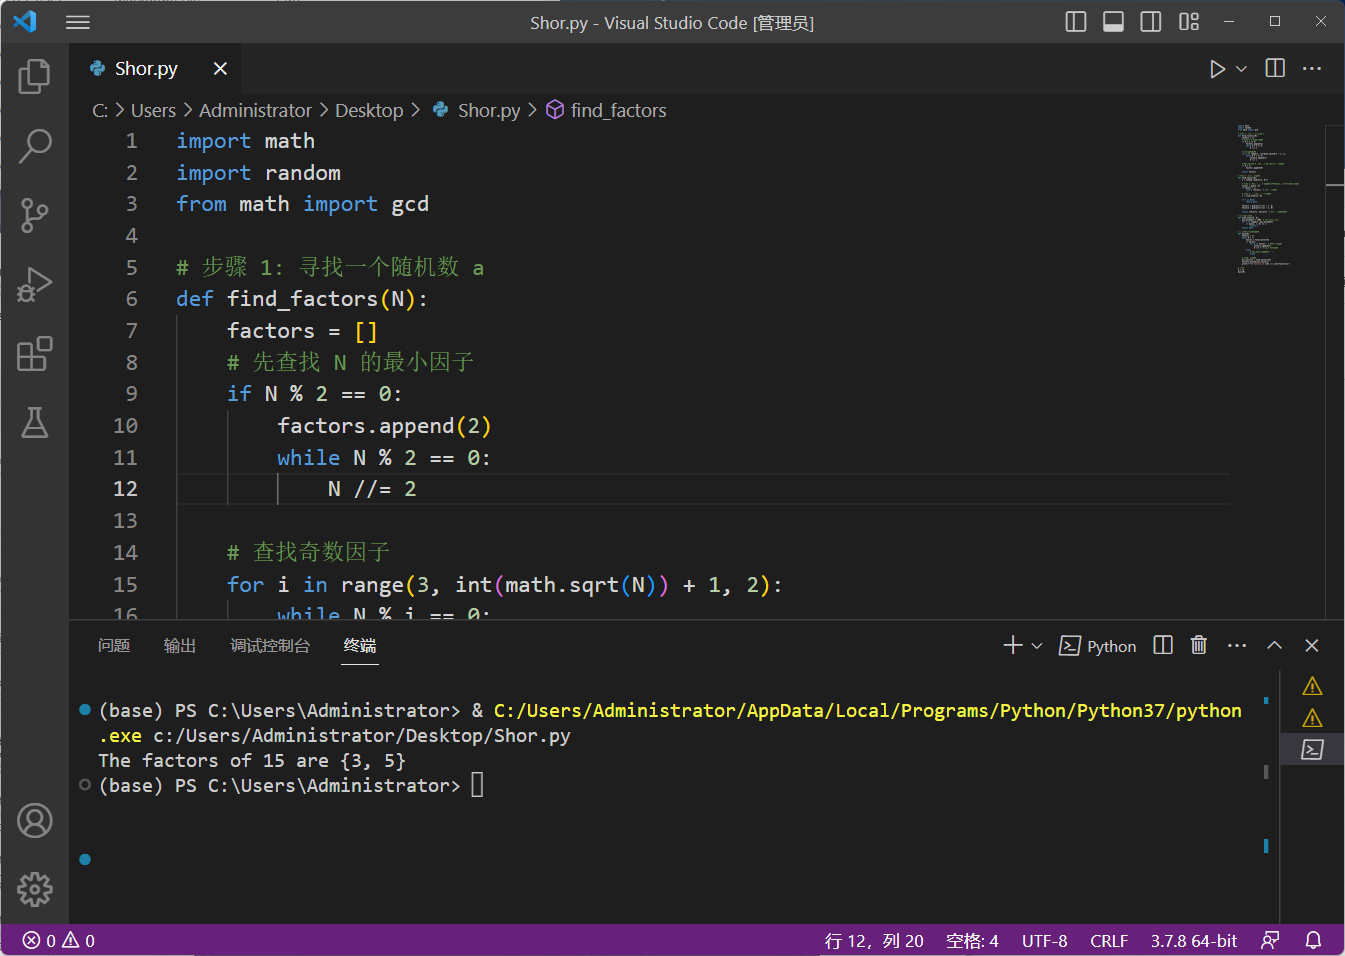 Shor.py - Visual Studio Code [管理员]
Shor.py
C: > Users > Administrator > Desktop > Shor.py > find_factors
1 import math
2 import random
3 from math import gcd
4
5 # 步骤 1: 寻找一个随机数 a
6 def find_factors(N):
7 factors = []
8 # 先查找 N 的最小因子
9 if N % 2 == 0:
10 factors.append(2)
11 while N % 2 == 0:
12 N //= 2
13
14 # 查找奇数因子
15 for i in range(3, int(math.sqrt(N)) + 1, 2):
16 while N % i == 0:
问题 输出 调试控制台 终端 Python
(base) PS C:\Users\Administrator> & C:/Users/Administrator/AppData/Local/Programs/Python/Python37/python
.exe c:/Users/Administrator/Desktop/Shor.py
The factors of 15 are {3, 5}
(base) PS C:\Users\Administrator>
0 0 行 12，列 20 空格: 4 UTF-8 CRLF 3.7.8 64-bit